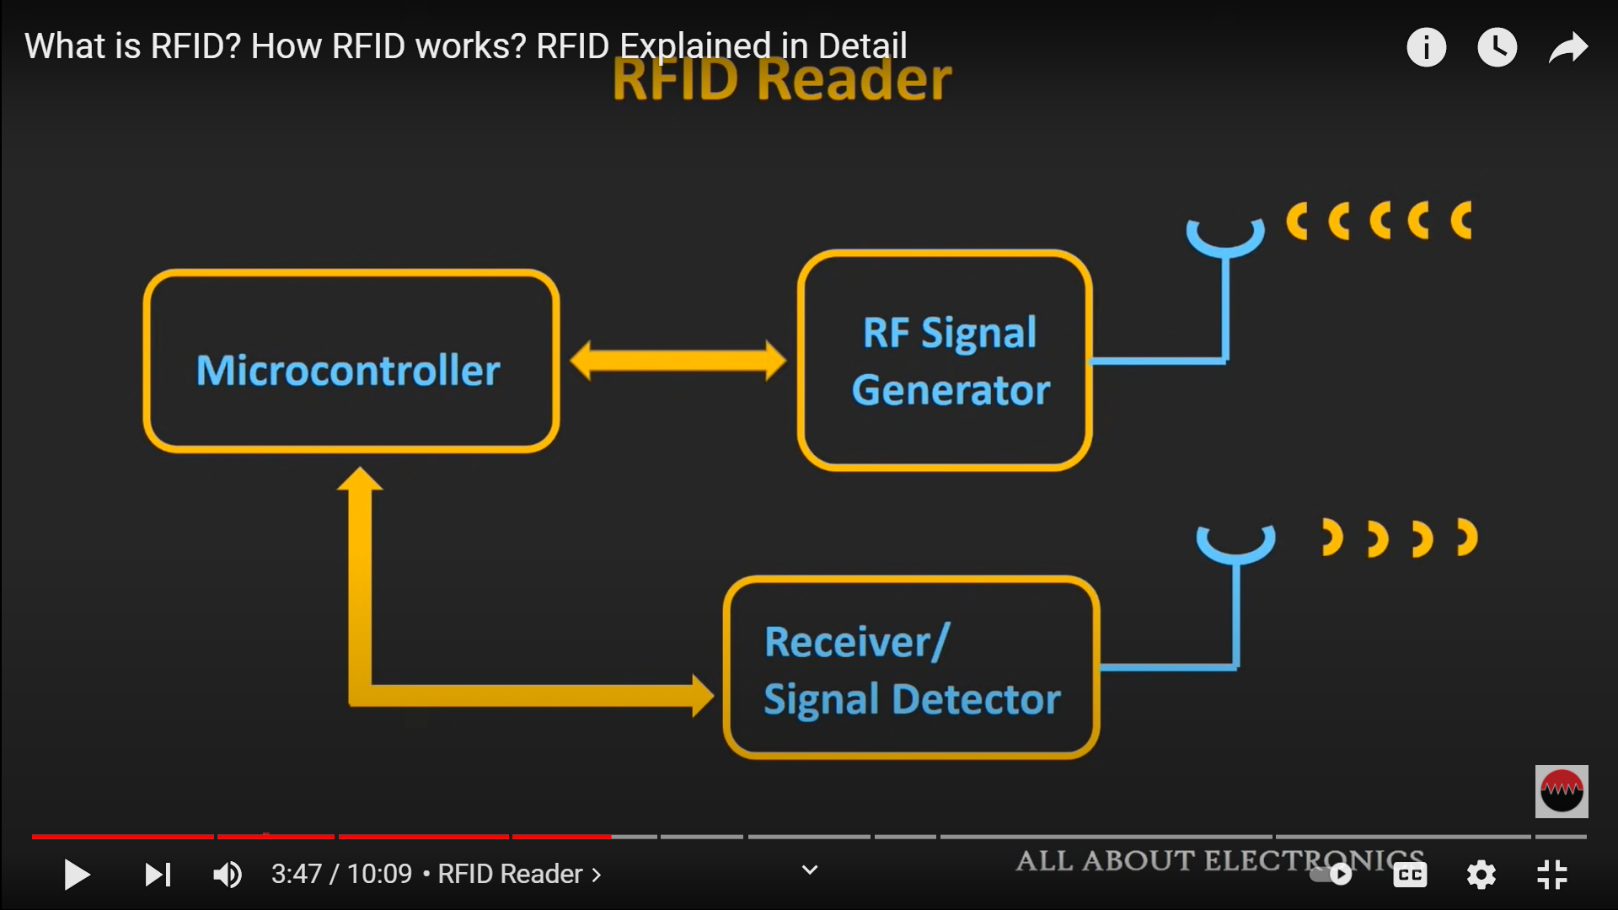 What is RFID? How RFID works? RFID Explained in Detail
RFID Reader
Microcontroller
RF Signal
Generator
Receiver/
Signal Detector
ALL ABOUT ELECTRONICS
3:47 / 10:09 • RFID Reader ›
CC